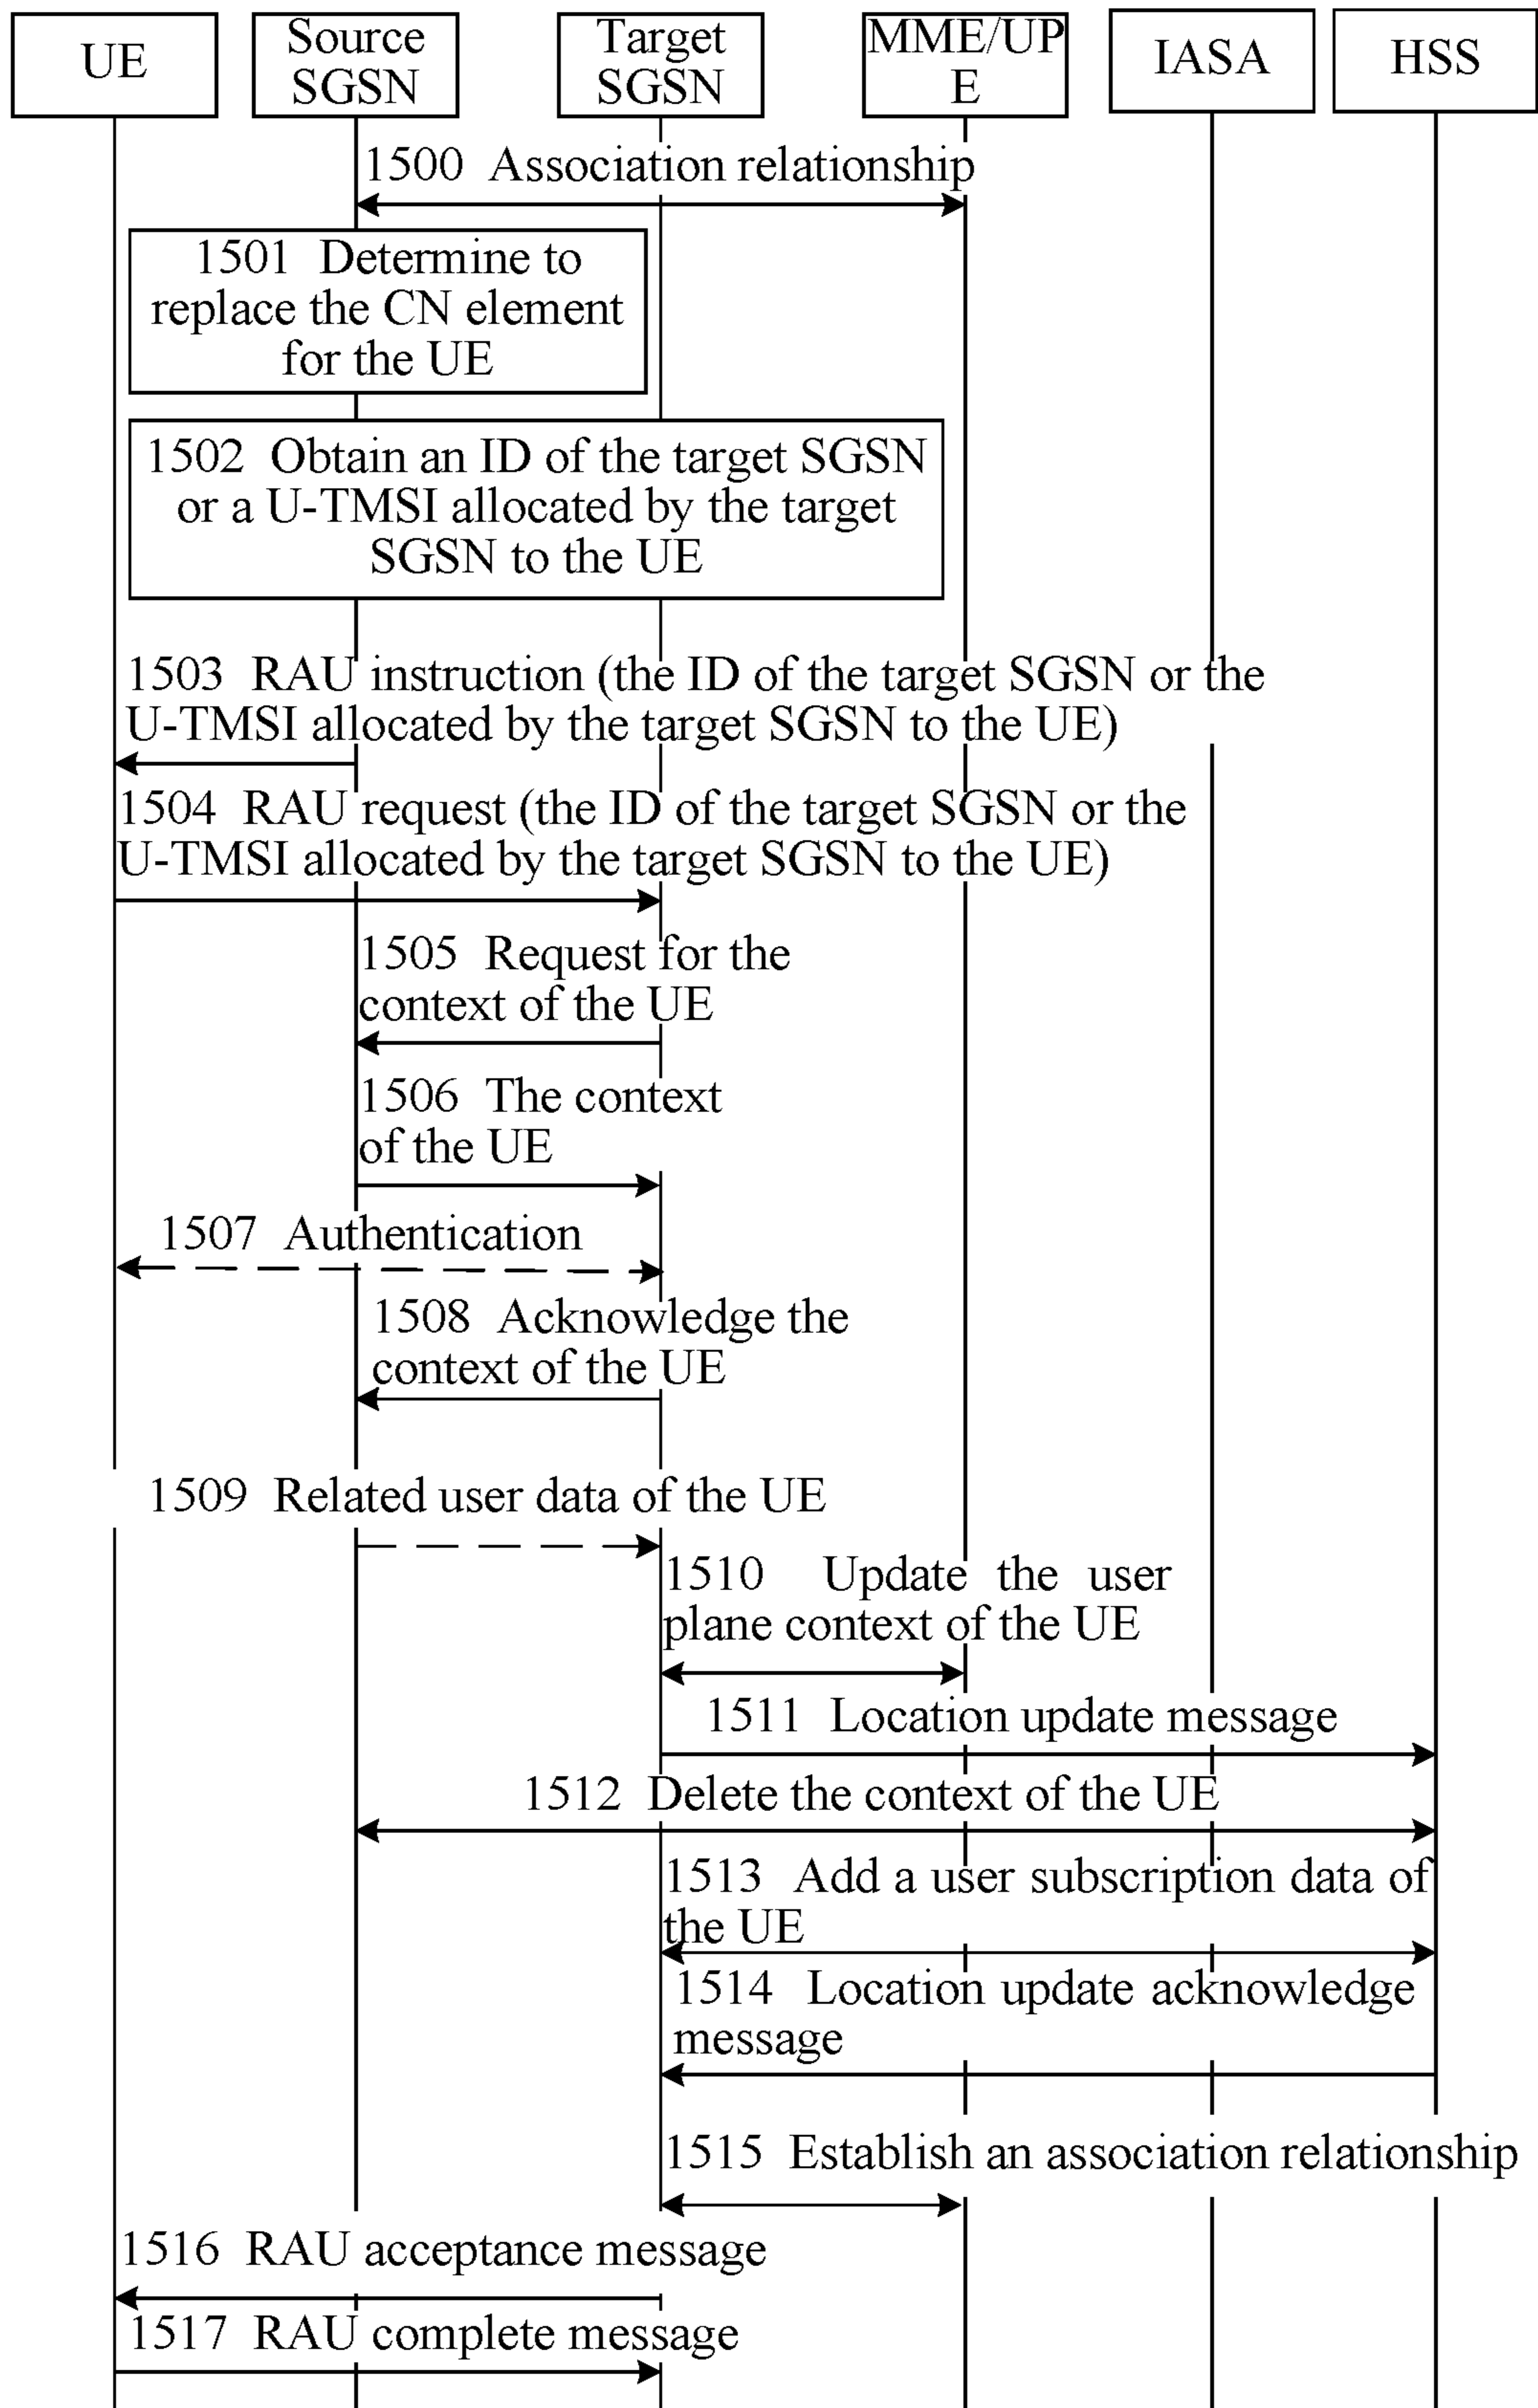 UE
Source
SGSN
Target
SGSN
MME/UP
E
IASA
HSS
1500 Association relationship
1501 Determine to
replace the CN element
for the UE
1502 Obtain an ID of the target SGSN
or a U-TMSI allocated by the target
SGSN to the UE
1503 RAU instruction (the ID of the target SGSN or the
U-TMSI allocated by the target SGSN to the UE)
1504 RAU request (the ID of the target SGSN or the
U-TMSI allocated by the target SGSN to the UE)
1505 Request for the
context of the UE
1506 The context
of the UE
1507 Authentication
1508 Acknowledge the
context of the UE
1509 Related user data of the UE
1510 Update the user
plane context of the UE
1511 Location update message
1512 Delete the context of the UE
1513 Add a user subscription data of
the UE
1514 Location update acknowledge
message
1515 Establish an association relationship
1516 RAU acceptance message
1517 RAU complete message